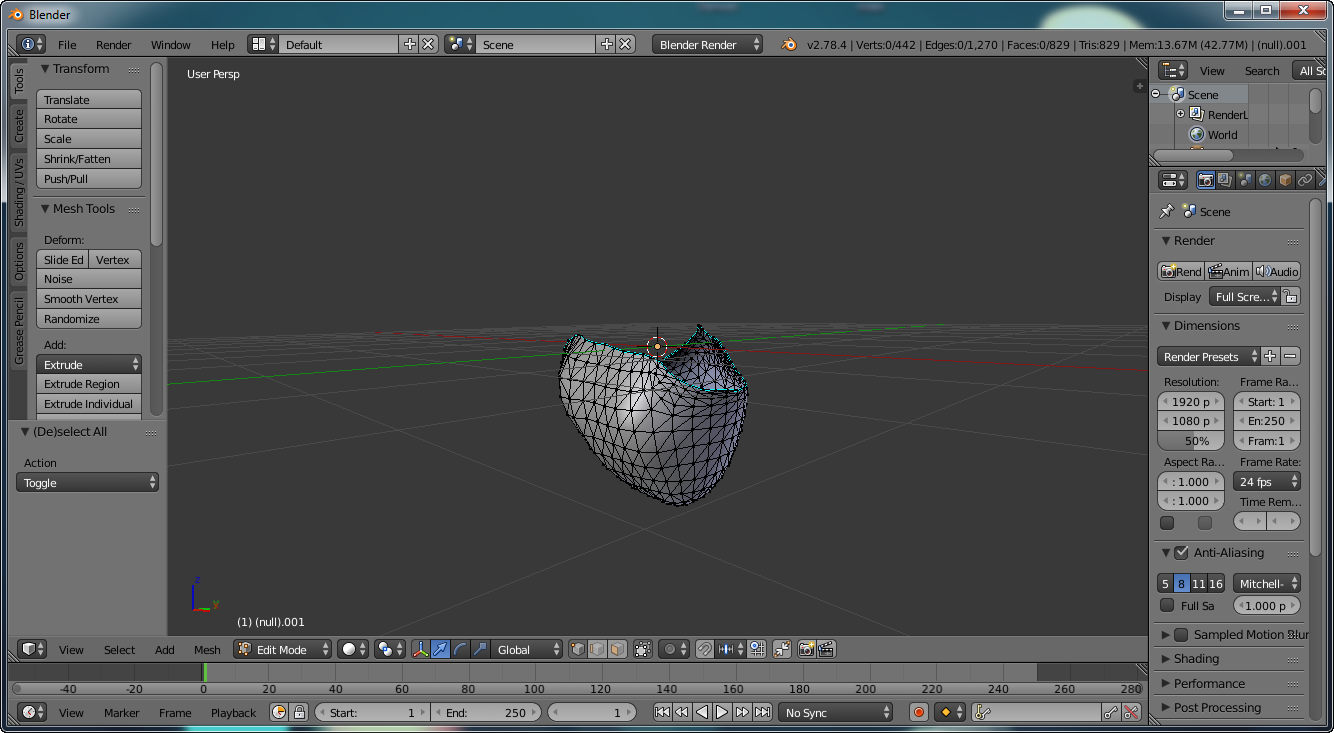 Blender
File Render Window Help Default Scene Blender Render v2.78.4 | Verts:0/442 | Edges:0/1,270 | Faces:0/829 | Tris:829 | Mem:13.67M (42.77M) | (null).001
Tools
Create
Shading / UVs
Options
Grease Pencil
Transform
Translate
Rotate
Scale
Shrink/Fatten
Push/Pull
Mesh Tools
Deform:
Slide Ed Vertex
Noise
Smooth Vertex
Randomize
Add:
Extrude
Extrude Region
Extrude Individual
(De)select All
Action
Toggle
User Persp
z
y
(1) (null).001
View Search All Sc
Scene
RenderL
World
Scene
Render
Rend Anim Audio
Display Full Scre...
Dimensions
Render Presets
Resolution: Frame Ra...
1920 p Start: 1
1080 p En:250
50% Fram:1
Aspect Ra... Frame Rate:
: 1.000 24 fps
: 1.000 Time Rem...
Anti-Aliasing
5 8 11 16 Mitchell-
Full Sa 1.000 p
Sampled Motion Blur
Shading
Performance
Post Processing
View Select Add Mesh Edit Mode Global
-40 -20 0 20 40 60 80 100 120 140 160 180 200 220 240 260 280
View Marker Frame Playback Start: 1 End: 250 1 No Sync